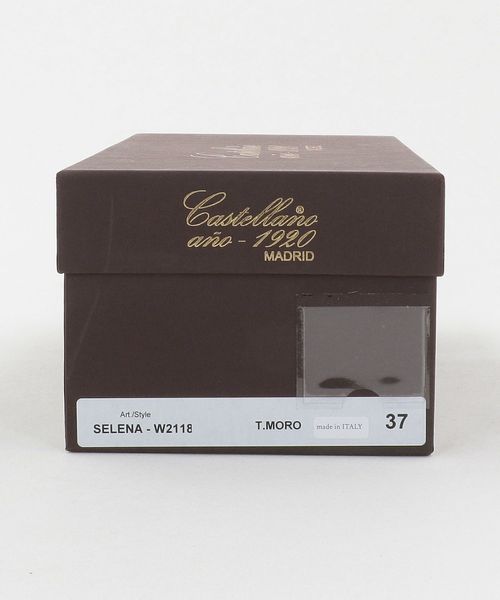 Castellano®
año - 1920
MADRID
Art./Style
SELENA - W2118
T.MORO
made in ITALY
37